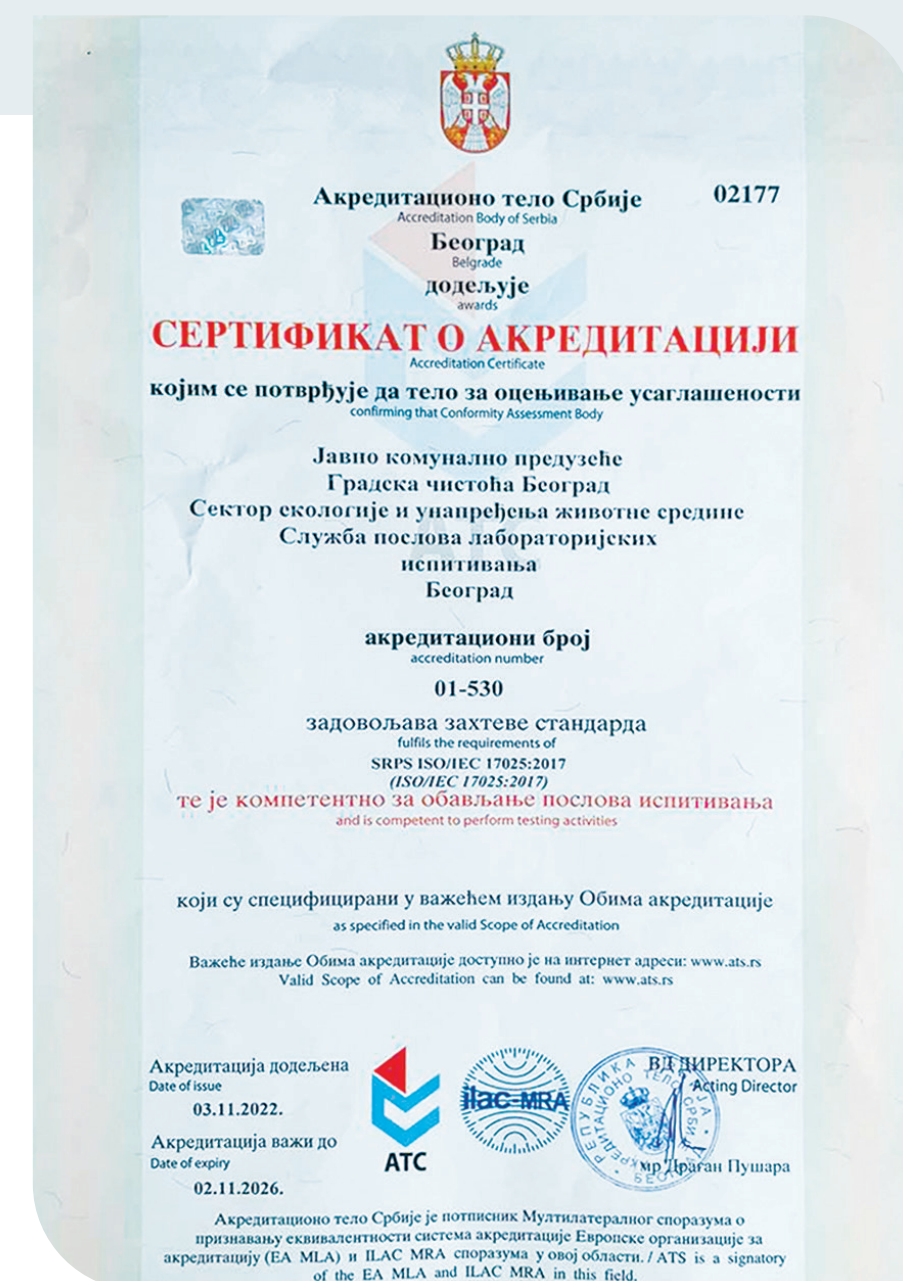 Акредитационо тело Србије 02177
Accreditation Body of Serbia
Београд
Belgrade
додељује
awards
СЕРТИФИКАТ О АКРЕДИТАЦИЈИ
Accreditation Certificate
којим се потврђује да тело за оцењивање усаглашености
confirming that Conformity Assessment Body
Јавно комунално предузеће
Градска чистоћа Београд
Сектор екологије и унапређења животне средине
Служба послова лабораторијских
испитивања
Београд
акредитациони број
accreditation number
01-530
задовољава захтеве стандарда
fulfils the requirements of
SRPS ISO/IEC 17025:2017
(ISO/IEC 17025:2017)
те је компетентно за обављање послова испитивања
and is competent to perform testing activities
који су специфицирани у важећем издању Обима акредитације
as specified in the valid Scope of Accreditation
Важеће издање Обима акредитације доступно је на интернет адреси: www.ats.rs
Valid Scope of Accreditation can be found at: www.ats.rs
Акредитација додељена
Date of issue
03.11.2022.
Акредитација важи до
Date of expiry
02.11.2026.
АТС
ilac-MRA
ВД ДИРЕКТОРА
Acting Director
мр Драган Пушара
Акредитационо тело Србије је потписник Мултилатералног споразума о
признавању еквивалентности система акредитације Европске организације за
акредитацију (EA MLA) и ILAC MRA споразума у овој области. / ATS is a signatory
of the EA MLA and ILAC MRA in this field.